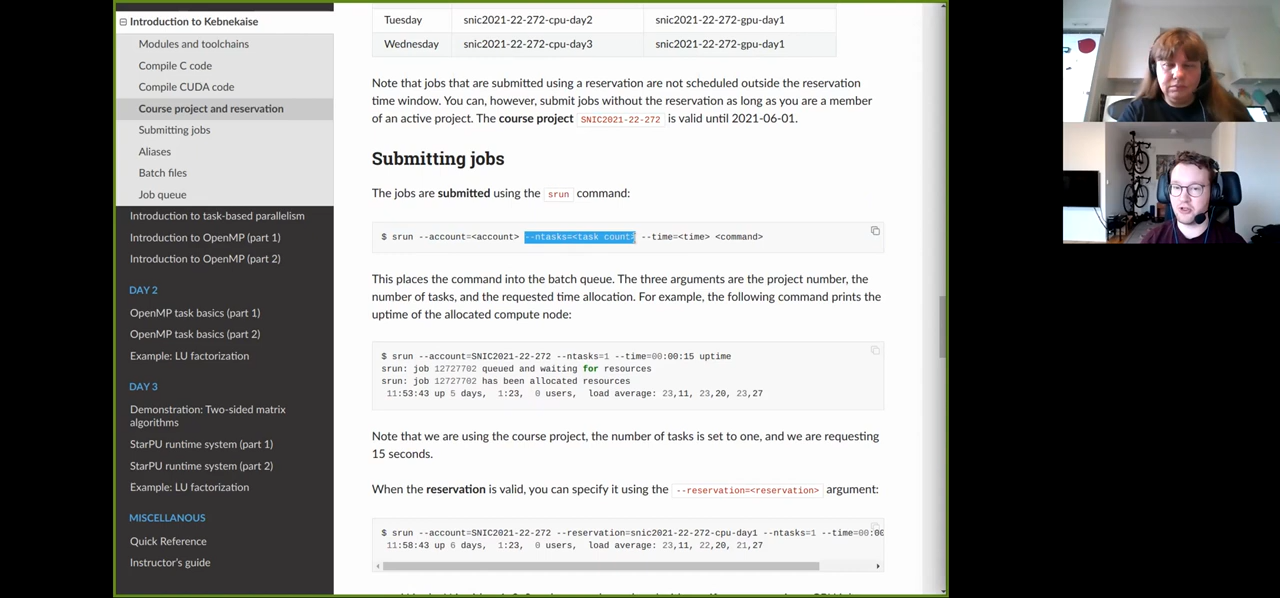 Introduction to Kebnekaise
Modules and toolchains
Compile C code
Compile CUDA code
Course project and reservation
Submitting jobs
Aliases
Batch files
Job queue
Introduction to task-based parallelism
Introduction to OpenMP (part 1)
Introduction to OpenMP (part 2)
DAY 2
OpenMP task basics (part 1)
OpenMP task basics (part 2)
Example: LU factorization
DAY 3
Demonstration: Two-sided matrix
algorithms
StarPU runtime system (part 1)
StarPU runtime system (part 2)
Example: LU factorization
MISCELLANEOUS
Quick Reference
Instructor's guide
Tuesday snic2021-22-272-cpu-day2 snic2021-22-272-gpu-day1
Wednesday snic2021-22-272-cpu-day3 snic2021-22-272-gpu-day1
Note that jobs that are submitted using a reservation are not scheduled outside the reservation
time window. You can, however, submit jobs without the reservation as long as you are a member
of an active project. The course project SNIC2021-22-272 is valid until 2021-06-01.
Submitting jobs
The jobs are submitted using the srun command:
$ srun --account=<account> --ntasks=<task count> --time=<time> <command>
This places the command into the batch queue. The three arguments are the project number, the
number of tasks, and the requested time allocation. For example, the following command prints the
uptime of the allocated compute node:
$ srun --account=SNIC2021-22-272 --ntasks=1 --time=00:00:15 uptime
srun: job 12727702 queued and waiting for resources
srun: job 12727702 has been allocated resources
11:53:43 up 5 days, 1:23, 0 users, load average: 23,11, 23,20, 23,27
Note that we are using the course project, the number of tasks is set to one, and we are requesting
15 seconds.
When the reservation is valid, you can specify it using the --reservation=<reservation> argument:
$ srun --account=SNIC2021-22-272 --reservation=snic2021-22-272-cpu-day1 --ntasks=1 --time=00:00
11:58:43 up 6 days, 1:23, 0 users, load average: 23,11, 22,20, 21,27